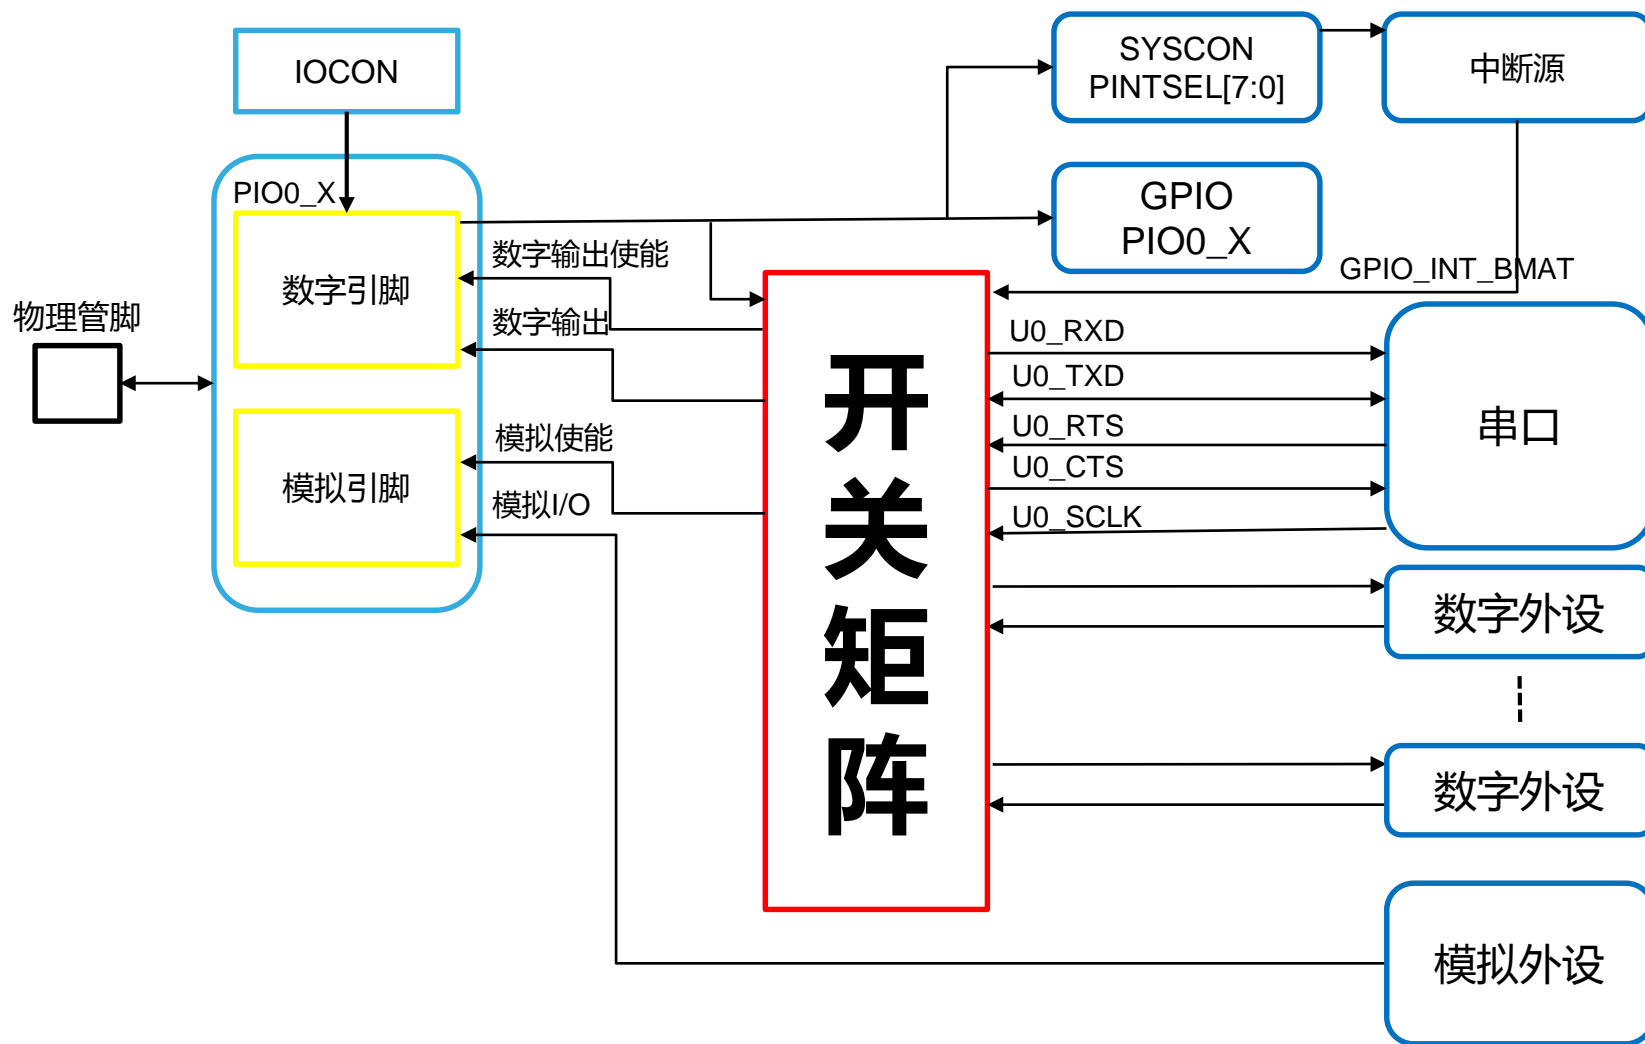 IOCON
SYSCON
PINTSEL[7:0]
中断源
PIO0_X
GPIO
PIO0_X
数字输出使能
数字引脚
GPIO_INT_BMAT
物理管脚
数字输出
U0_RXD
U0_TXD
U0_RTS
U0_CTS
U0_SCLK
串口
开
关
矩
阵
模拟使能
模拟引脚
模拟I/O
数字外设
数字外设
模拟外设